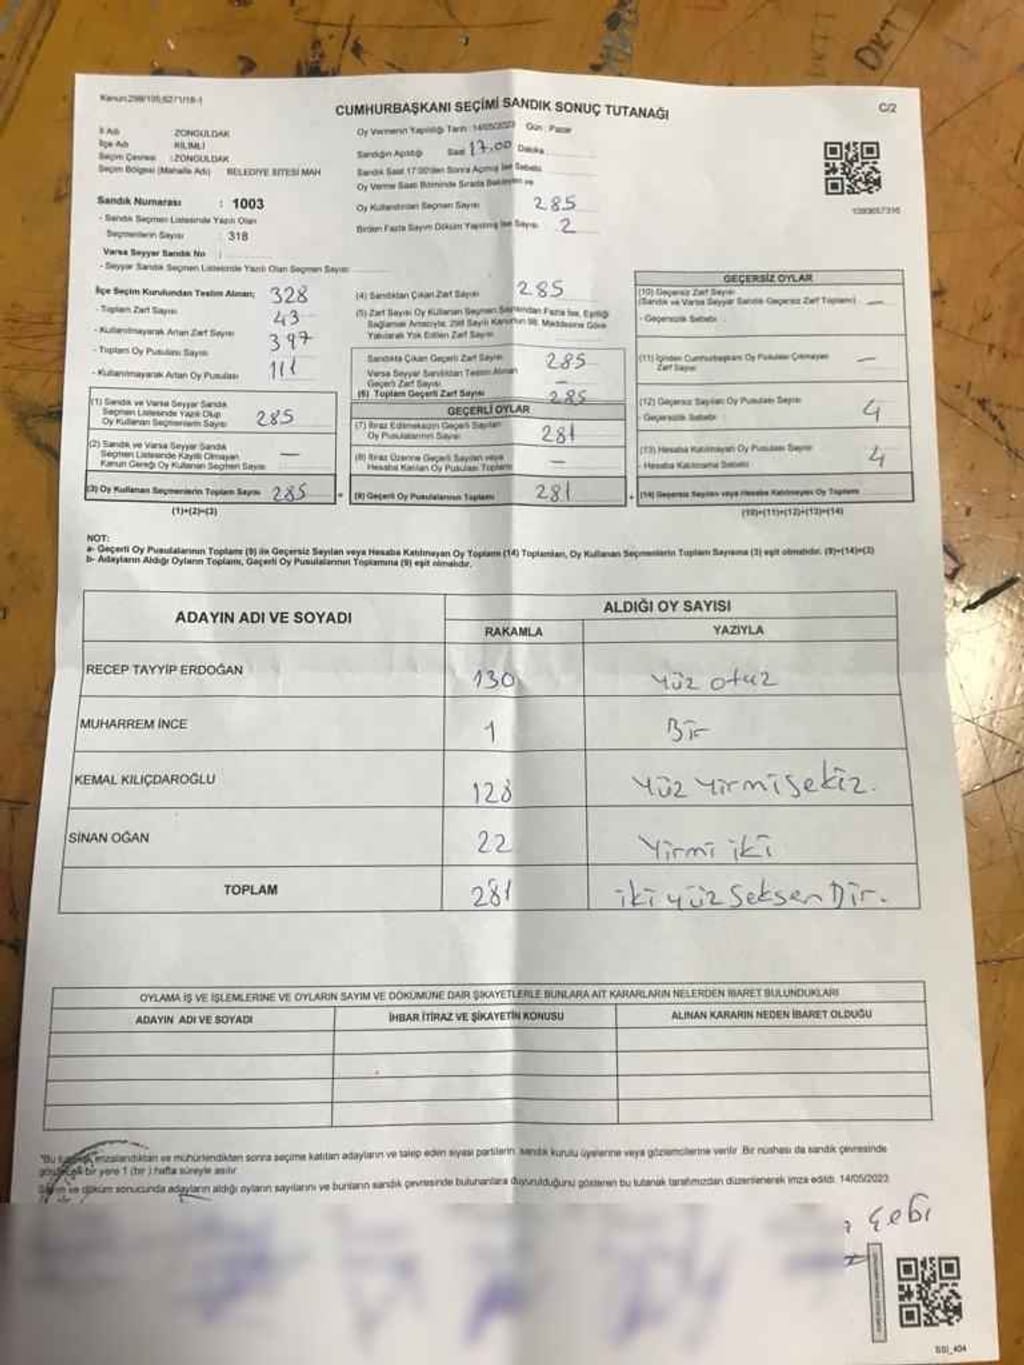 Kanun:298/105,6271/18-1
CUMHURBAŞKANI SEÇİMİ SANDIK SONUÇ TUTANAĞI
C/2
İl Adı ZONGULDAK
İlçe Adı KİLİMLİ
Seçim Çevresi : ZONGULDAK
Seçim Bölgesi (Mahalle Adı) BELEDİYE SİTESİ MAH
Oy Vermenin Yapıldığı Tarih : 14/05/2023 Gün : Pazar
Sandığın Açıldığı Saat 17.00 Dakika
Sandık Saat 17:00'den Sonra Açılmış İse Sebebi
Oy Verme Saati Bitiminde Sırada Bekleyen ve
Oy Kullandırılan Seçmen Sayısı 285
Birden Fazla Sayım Döküm Yapılmış İse Sayısı 2
Sandık Numarası : 1003
- Sandık Seçmen Listesinde Yazılı Olan
Seçmenlerin Sayısı : 318
Varsa Seyyar Sandık No :
- Seyyar Sandık Seçmen Listesinde Yazılı Olan Seçmen Sayısı
İlçe Seçim Kurulundan Teslim Alınan; 328
- Toplam Zarf Sayısı 43
- Kullanılmayarak Artan Zarf Sayısı 397
- Toplam Oy Pusulası Sayısı 111
- Kullanılmayarak Artan Oy Pusulası
(1) Sandık ve Varsa Seyyar Sandık
Seçmen Listesinde Yazılı Olup
Oy Kullanan Seçmenlerin Sayısı 285
(2) Sandık ve Varsa Seyyar Sandık
Seçmen Listesinde Kayıtlı Olmayan
Kanun Gereği Oy Kullanan Seçmen Sayısı —
(3) Oy Kullanan Seçmenlerin Toplam Sayısı 285
(1)+(2)=(3)
(4) Sandıktan Çıkan Zarf Sayısı 285
(5) Zarf Sayısı Oy Kullanan Seçmen Sayısından Fazla İse, Eşitliği
Sağlamak Amacıyla, 298 Sayılı Kanun'un 98. Maddesine Göre
Yakılarak Yok Edilen Zarf Sayısı
Sandıkta Çıkan Geçerli Zarf Sayısı 285
Varsa Seyyar Sandıktan Teslim Alınan
Geçerli Zarf Sayısı —
(6) Toplam Geçerli Zarf Sayısı 285
GEÇERLİ OYLAR
(7) İtiraz Edilmeksizin Geçerli Sayılan
Oy Pusulalarının Sayısı 281
(8) İtiraz Üzerine Geçerli Sayılan veya
Hesaba Katılan Oy Pusulası Toplamı —
(9) Geçerli Oy Pusulalarının Toplamı 281
GEÇERSİZ OYLAR
(10) Geçersiz Zarf Sayısı
(Sandık ve Varsa Seyyar Sandık Geçersiz Zarf Toplamı) —
- Geçersizlik Sebebi :
(11) İçinden Cumhurbaşkanı Oy Pusulası Çıkmayan
Zarf Sayısı —
(12) Geçersiz Sayılan Oy Pusulası Sayısı 4
- Geçersizlik Sebebi :
(13) Hesaba Katılmayan Oy Pusulası Sayısı 4
- Hesaba Katılmama Sebebi :
(14) Geçersiz Sayılan veya Hesaba Katılmayan Oy Toplamı
(10)+(11)+(12)+(13)=(14)
NOT:
a- Geçerli Oy Pusulalarının Toplamı (9) ile Geçersiz Sayılan veya Hesaba Katılmayan Oy Toplamı (14) Toplamları, Oy Kullanan Seçmenlerin Toplam Sayısına (3) eşit olmalıdır. (9)+(14)=(3)
b- Adayların Aldığı Oyların Toplamı, Geçerli Oy Pusulalarının Toplamına (9) eşit olmalıdır.
ADAYIN ADI VE SOYADI ALDIĞI OY SAYISI
RAKAMLA YAZIYLA
RECEP TAYYİP ERDOĞAN 130 Yüz otuz
MUHARREM İNCE 1 Bir
KEMAL KILIÇDAROĞLU 128 Yüz Yirmi Sekiz.
SİNAN OĞAN 22 Yirmi iki
TOPLAM 281 iki yüz Seksen Bir.
OYLAMA İŞ VE İŞLEMLERİNE VE OYLARIN SAYIM VE DÖKÜMÜNE DAİR ŞİKAYETLERLE BUNLARA AİT KARARLARIN NELERDEN İBARET BULUNDUKLARI
ADAYIN ADI VE SOYADI İHBAR İTİRAZ VE ŞİKAYETİN KONUSU ALINAN KARARIN NEDEN İBARET OLDUĞU
"Bu tutanak, imzalandıktan ve mühürlendikten sonra seçime katılan adayların ve talep eden siyasi partilerin sandık kurulu üyelerine veya gözlemcilerine verilir. Bir nüshası da sandık çevresinde
bir yere 1 (bir) hafta süreyle asılır.
Sayım ve döküm sonucunda adayların aldığı oyların sayılarını ve bunların sandık çevresinde bulunanlara duyurulduğunu gösteren bu tutanak tarafımızdan düzenlenerek imza edildi. 14/05/2023
Çebi